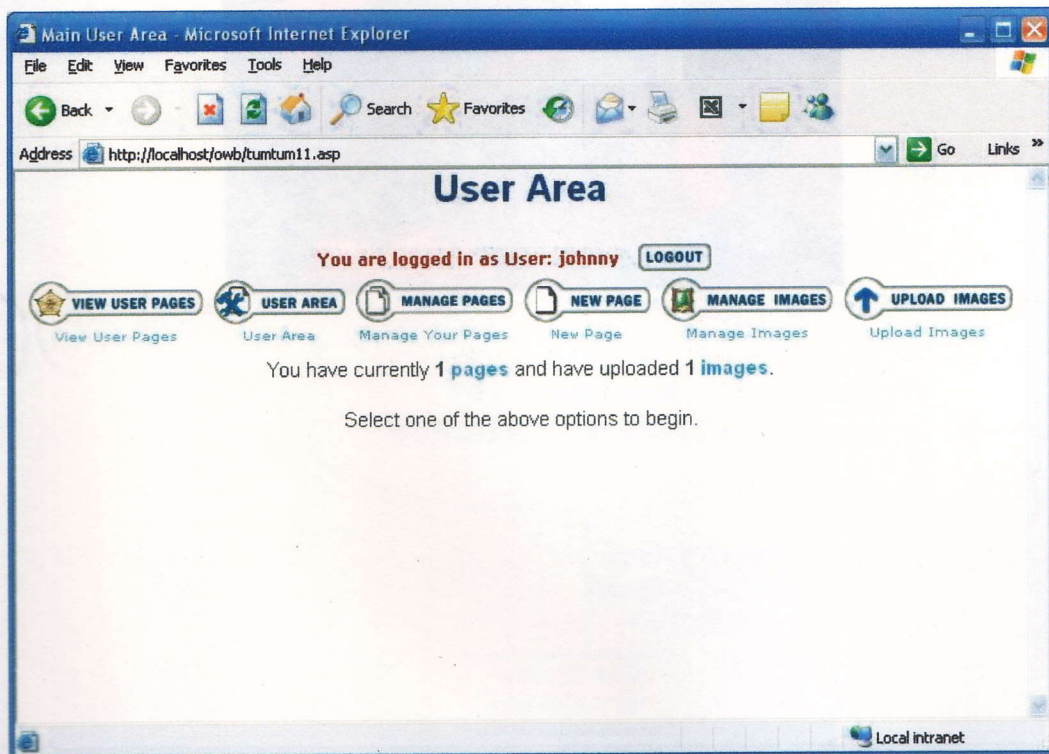 Main User Area - Microsoft Internet Explorer
File Edit View Favorites Tools Help
Back Search Favorites
Address http://localhost/owb/tumtum11.asp Go Links »
User Area
You are logged in as User: johnny LOGOUT
VIEW USER PAGES USER AREA MANAGE PAGES NEW PAGE MANAGE IMAGES UPLOAD IMAGES
View User Pages User Area Manage Your Pages New Page Manage Images Upload Images
You have currently 1 pages and have uploaded 1 images.
Select one of the above options to begin.
Local intranet